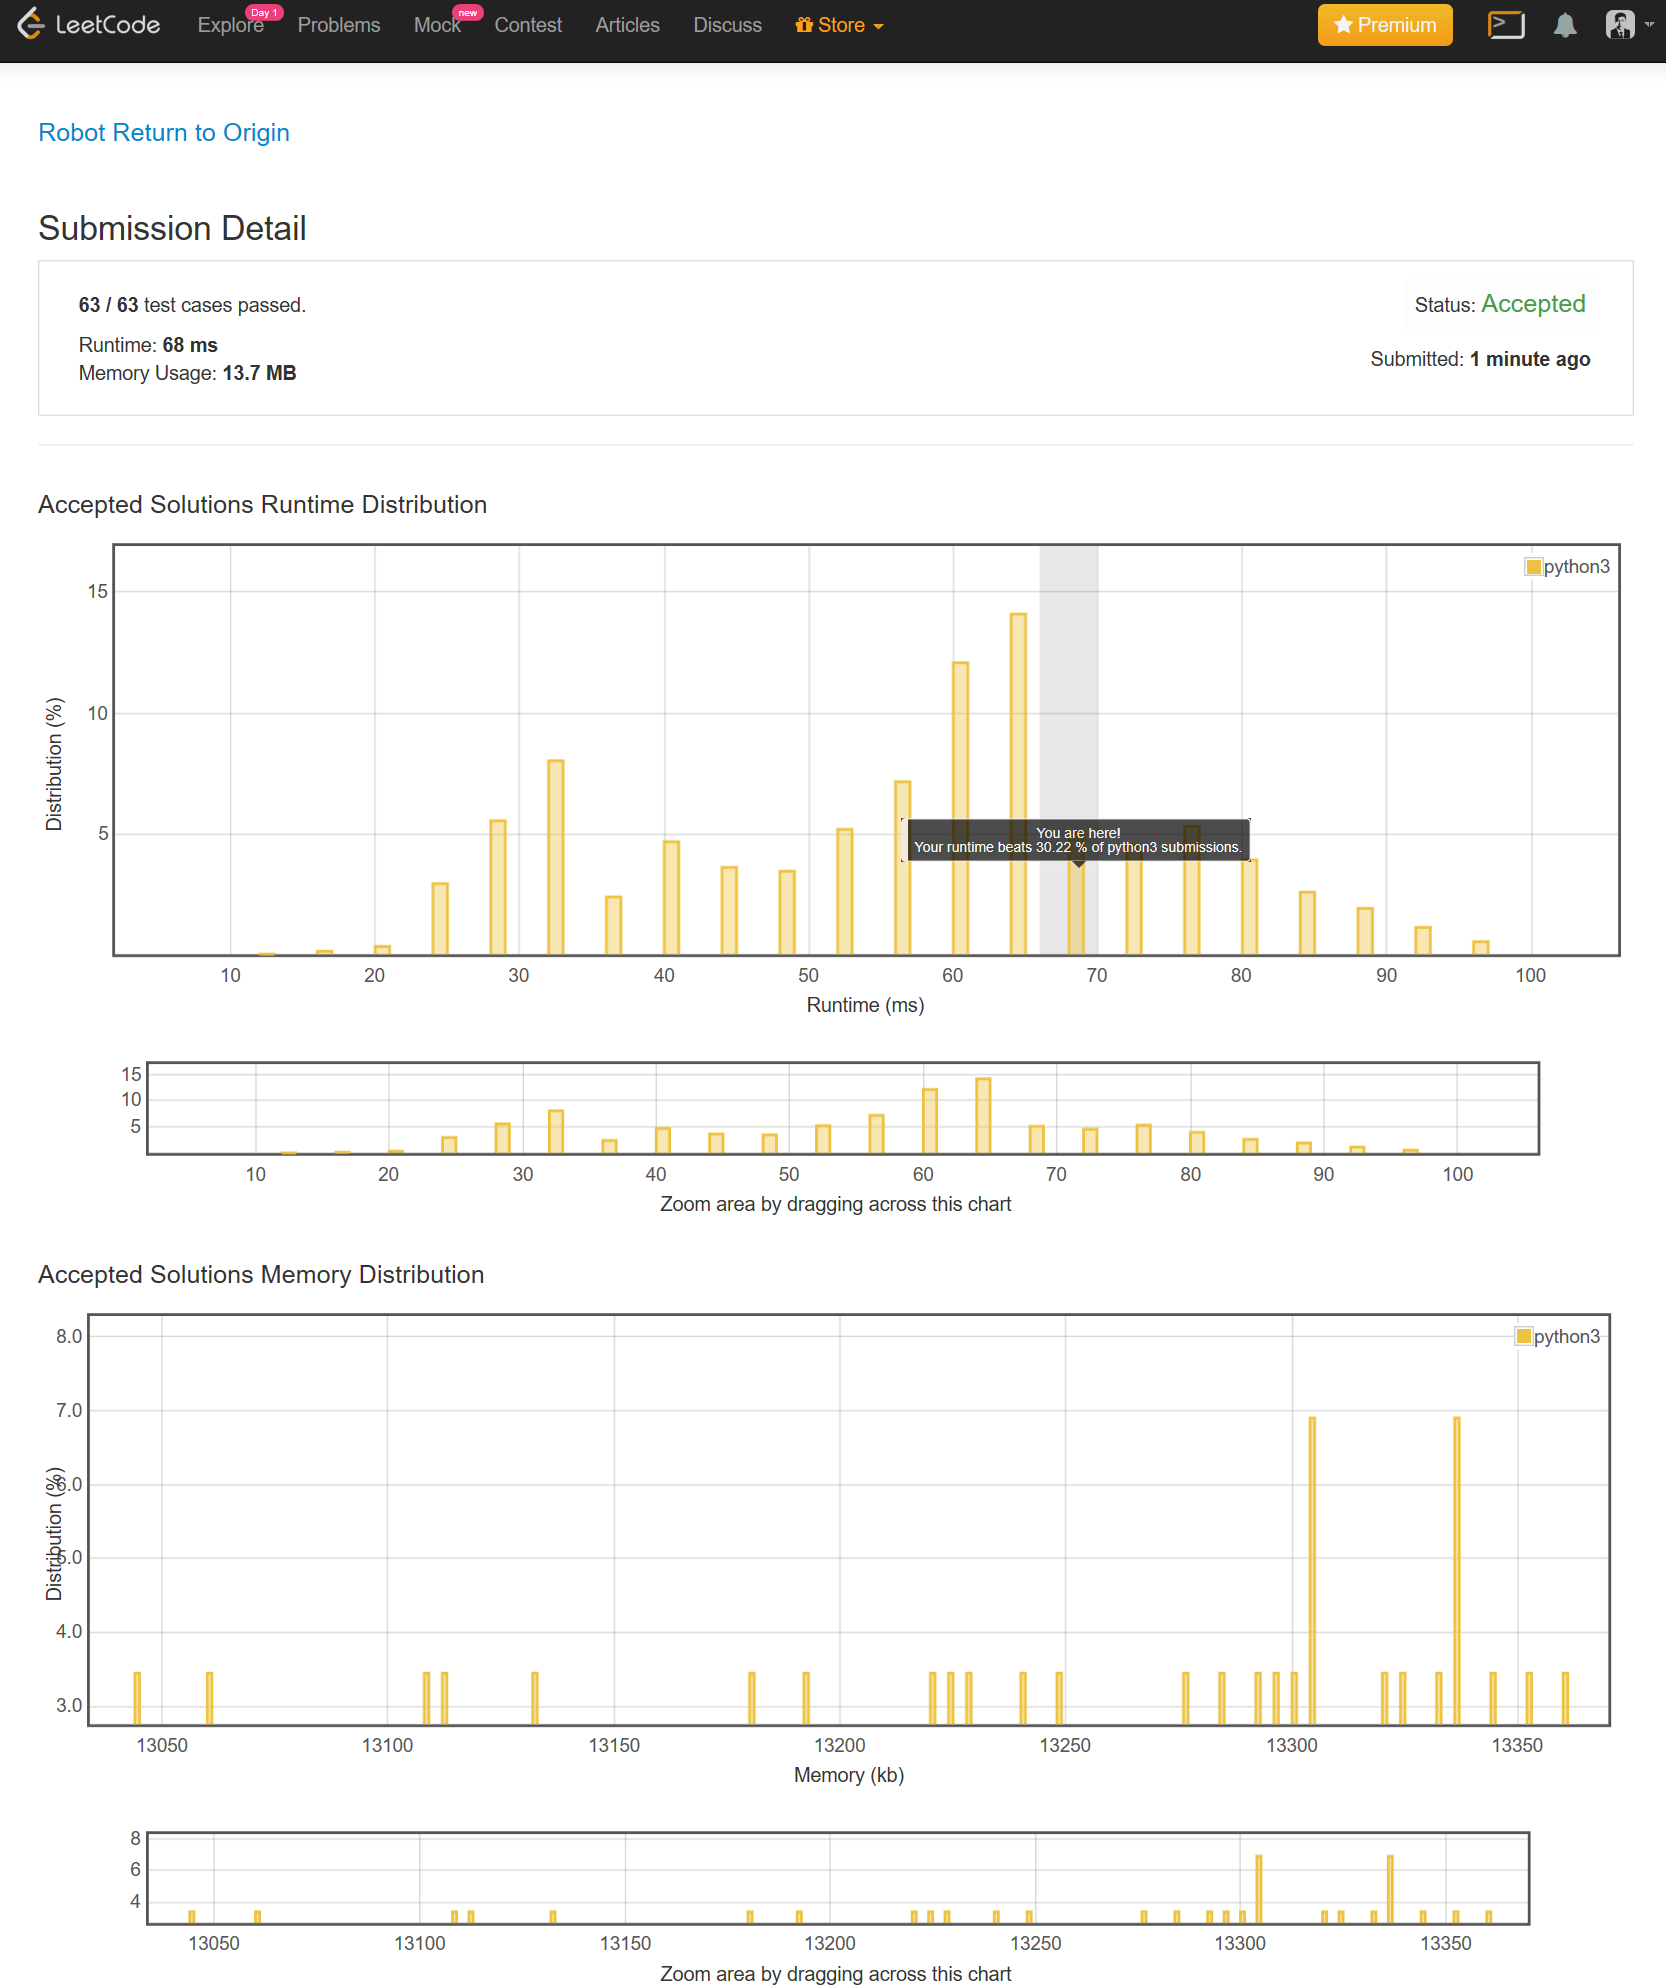 LeetCode Explore Day 1 Problems Mock new Contest Articles Discuss Store Premium
Robot Return to Origin
Submission Detail
63 / 63 test cases passed.
Status: Accepted
Runtime: 68 ms
Submitted: 1 minute ago
Memory Usage: 13.7 MB
Accepted Solutions Runtime Distribution
python3
15
10
5
Distribution (%)
You are here!
Your runtime beats 30.22 % of python3 submissions.
10 20 30 40 50 60 70 80 90 100
Runtime (ms)
15
10
5
10 20 30 40 50 60 70 80 90 100
Zoom area by dragging across this chart
Accepted Solutions Memory Distribution
python3
8.0
7.0
6.0
5.0
4.0
3.0
Distribution (%)
13050 13100 13150 13200 13250 13300 13350
Memory (kb)
8
6
4
13050 13100 13150 13200 13250 13300 13350
Zoom area by dragging across this chart